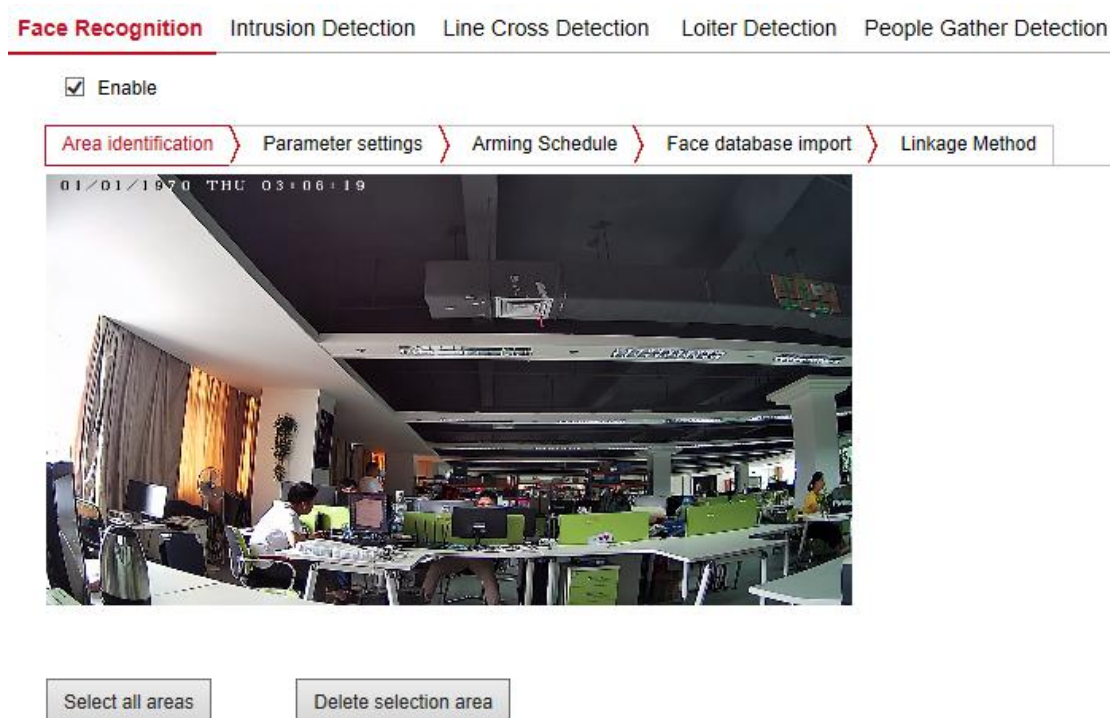 Face Recognition Intrusion Detection Line Cross Detection Loiter Detection People Gather Detection
Enable
Area identification Parameter settings Arming Schedule Face database import Linkage Method
01/01/1970 THU 03:06:19
Select all areas Delete selection area